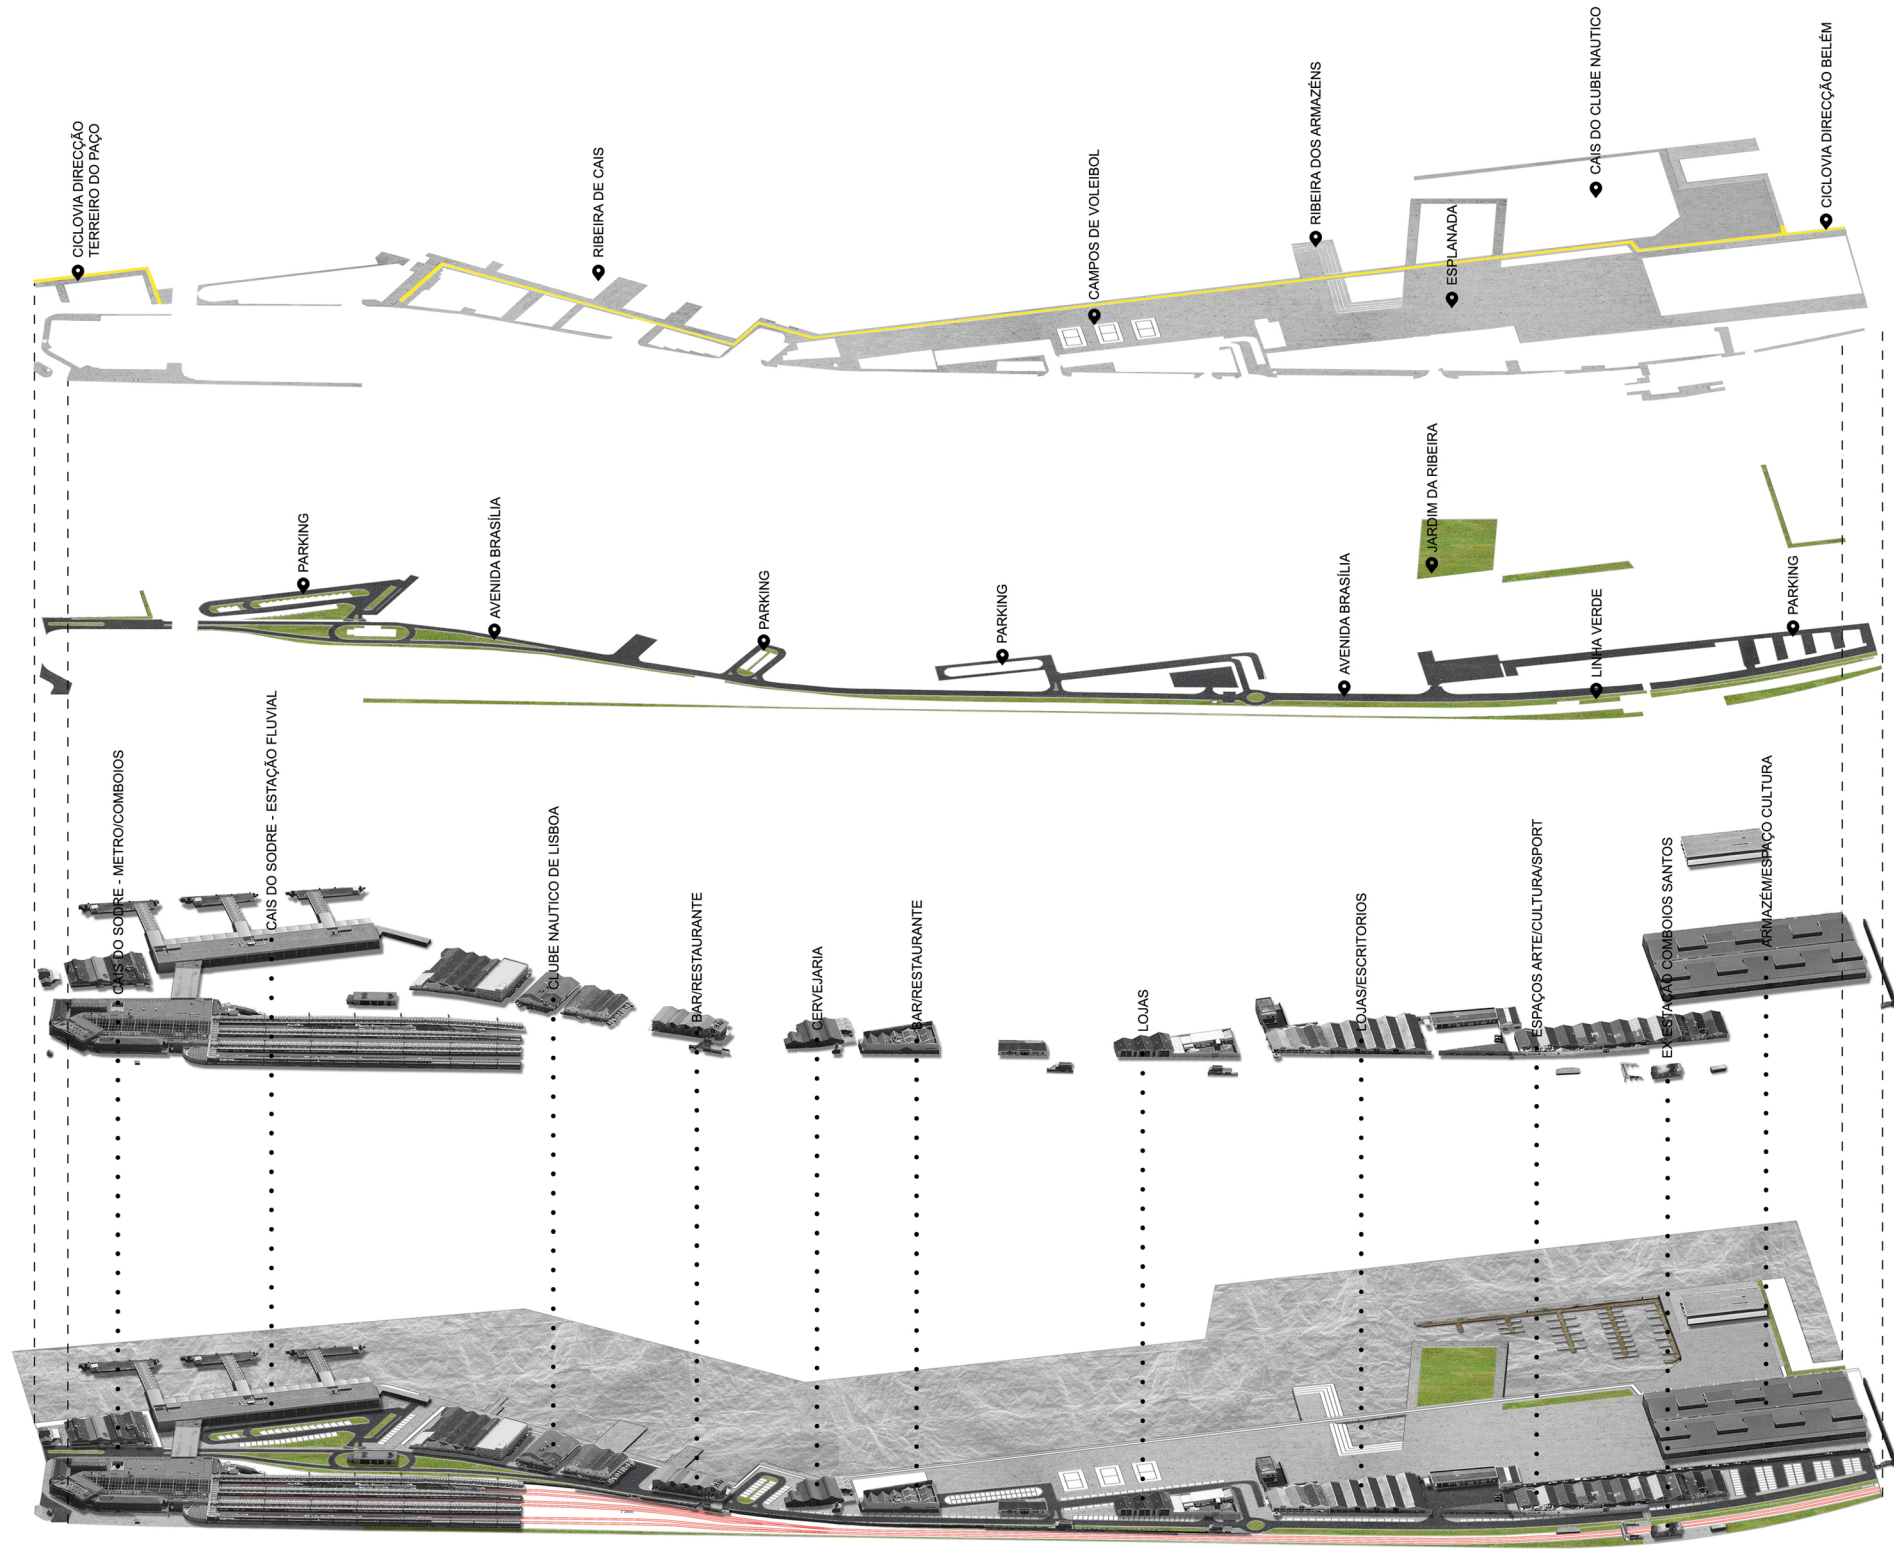 CICLOVIA DIRECÇÃO
TERREIRO DO PAÇO
RIBEIRA DE CAIS
CAMPOS DE VOLEIBOL
RIBEIRA DOS ARMAZÉNS
ESPLANADA
CAIS DO CLUBE NAUTICO
CICLOVIA DIRECÇÃO BELÉM
PARKING
AVENIDA BRASÍLIA
PARKING
PARKING
AVENIDA BRASÍLIA
JARDIM DA RIBEIRA
LINHA VERDE
PARKING
CAIS DO SODRE - METRO/COMBOIOS
CAIS DO SODRE - ESTAÇÃO FLUVIAL
CLUBE NAUTICO DE LISBOA
BAR/RESTAURANTE
CERVEJARIA
BAR/RESTAURANTE
LOJAS
LOJAS/ESCRITORIOS
ESPAÇOS ARTE/CULTURA/SPORT
EX ESTAÇÃO COMBOIOS SANTOS
ARMAZÉM/ESPAÇO CULTURA